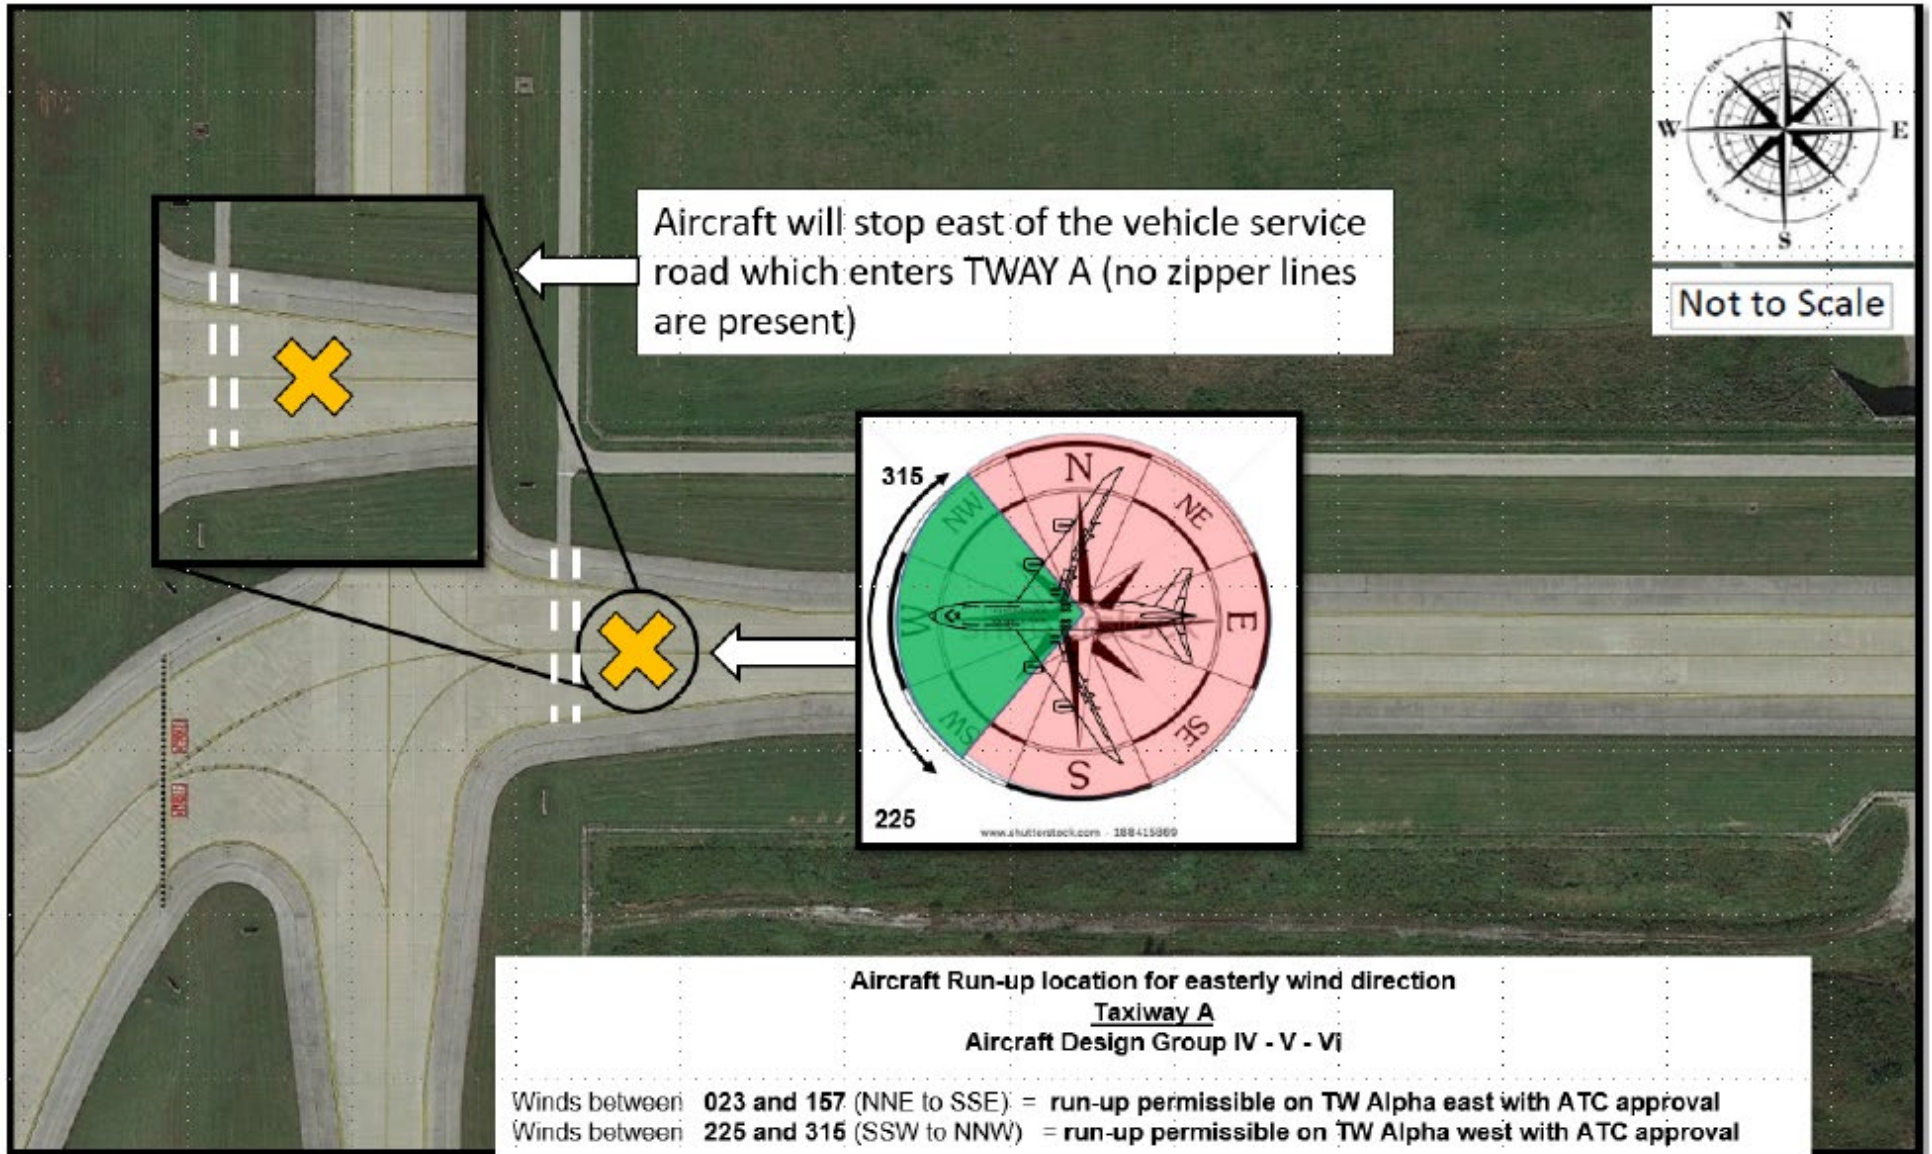 N
W
E
S
Not to Scale
Aircraft will stop east of the vehicle service
road which enters TWAY A (no zipper lines
are present)
315
N
NW
NE
W
E
SW
SE
S
225
www.shutterstock.com · 188415869
Aircraft Run-up location for easterly wind direction
Taxiway A
Aircraft Design Group IV - V - Vi
Winds between 023 and 157 (NNE to SSE) = run-up permissible on TW Alpha east with ATC approval
Winds between 225 and 315 (SSW to NNW) = run-up permissible on TW Alpha west with ATC approval